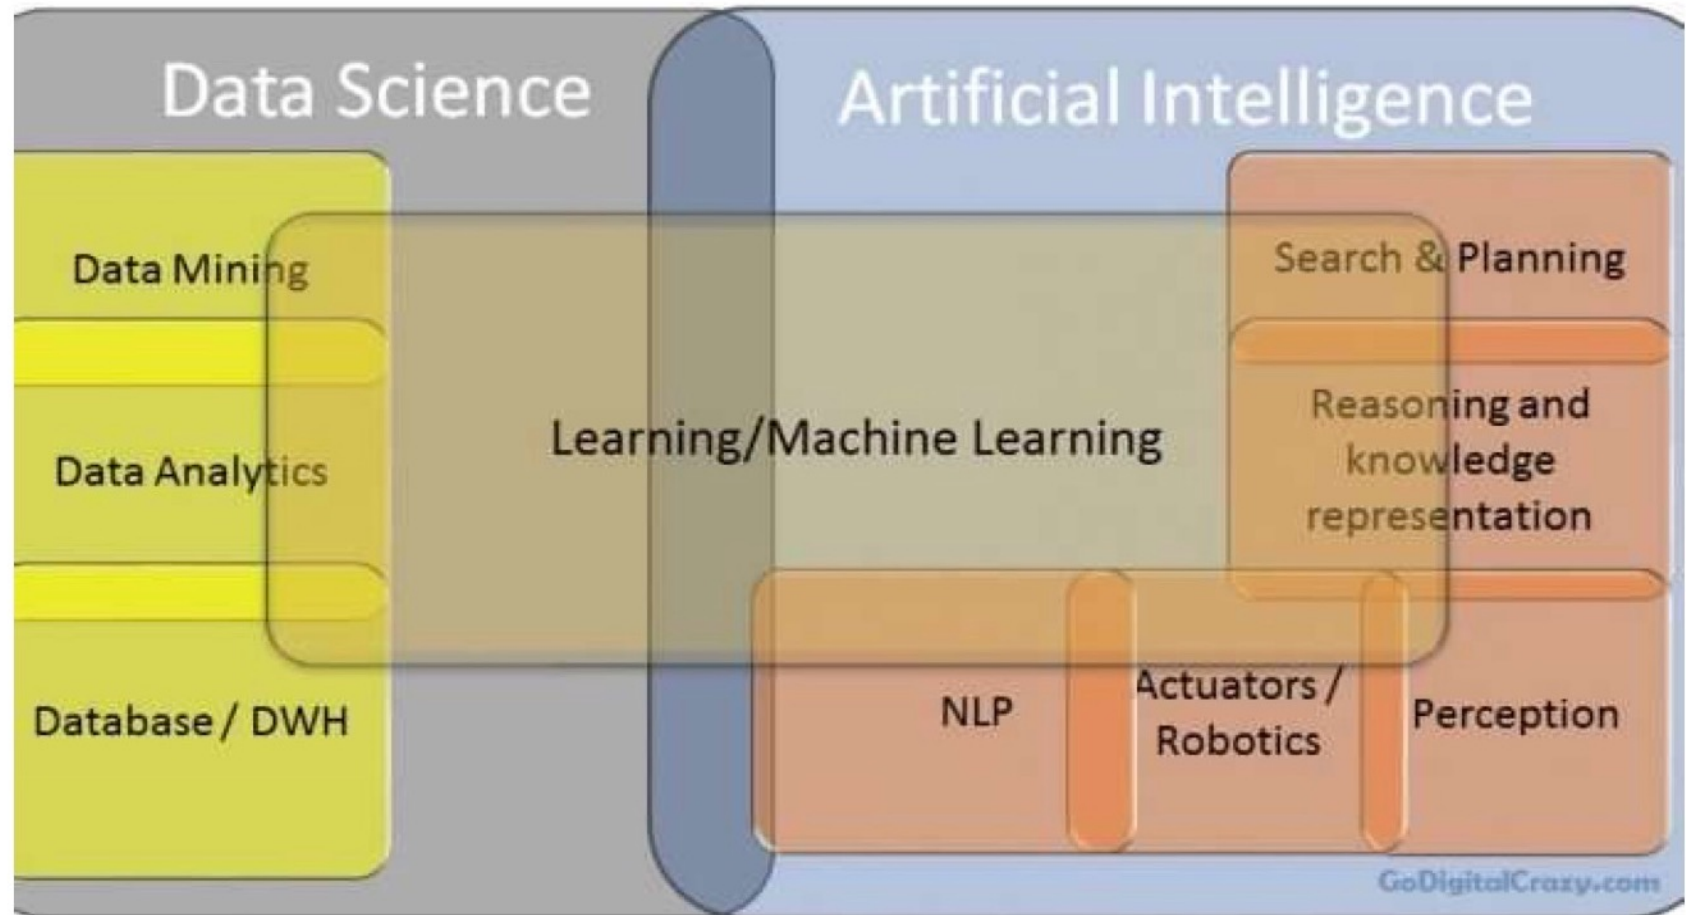 Data Science
Artificial Intelligence
Data Mining
Search & Planning
Data Analytics
Learning/Machine Learning
Reasoning and
knowledge
representation
Database / DWH
NLP
Actuators /
Robotics
Perception
GoDigitalCrazy.com